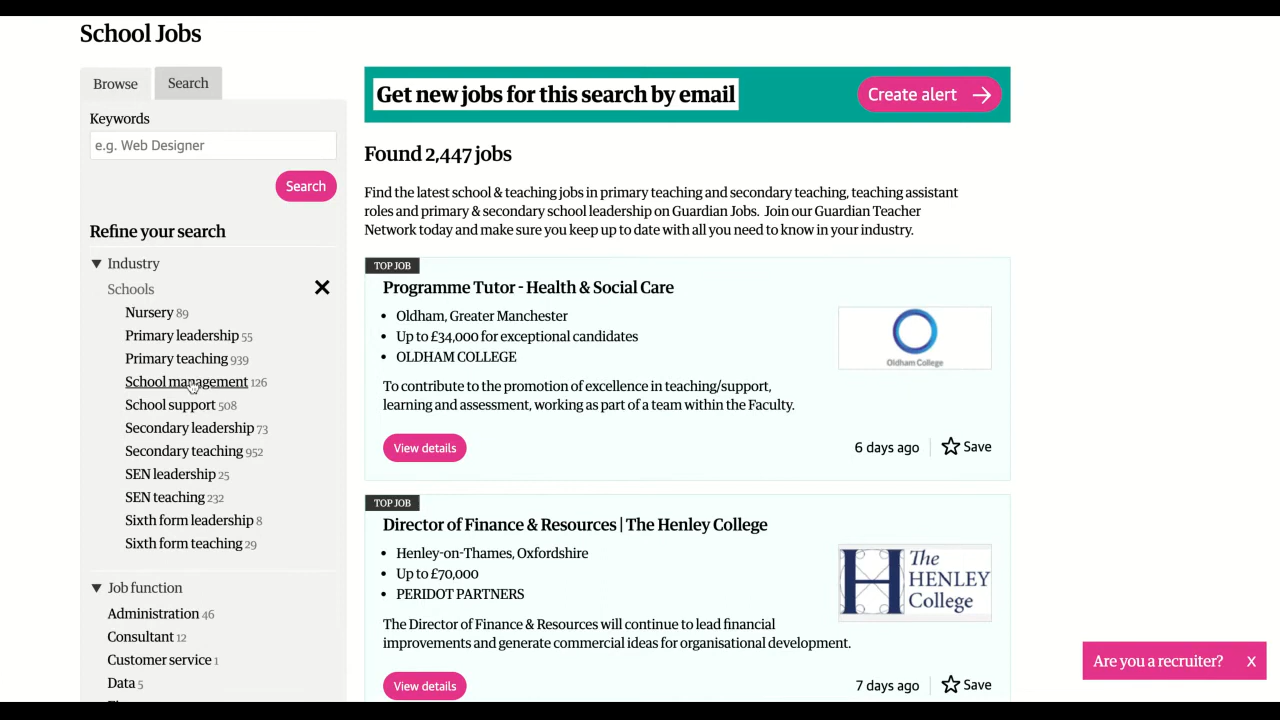 School Jobs
Browse
Search
Keywords
e.g. Web Designer
Search
Refine your search
▼ Industry
Schools
Nursery 89
Primary leadership 55
Primary teaching 939
School management 126
School support 508
Secondary leadership 73
Secondary teaching 952
SEN leadership 25
SEN teaching 232
Sixth form leadership 8
Sixth form teaching 29
▼ Job function
Administration 46
Consultant 12
Customer service 1
Data 5
Get new jobs for this search by email
Create alert →
Found 2,447 jobs
Find the latest school & teaching jobs in primary teaching and secondary teaching, teaching assistant
roles and primary & secondary school leadership on Guardian Jobs. Join our Guardian Teacher
Network today and make sure you keep up to date with all you need to know in your industry.
TOP JOB
Programme Tutor - Health & Social Care
• Oldham, Greater Manchester
• Up to £34,000 for exceptional candidates
• OLDHAM COLLEGE
Oldham College
To contribute to the promotion of excellence in teaching/support,
learning and assessment, working as part of a team within the Faculty.
View details
6 days ago
Save
TOP JOB
Director of Finance & Resources | The Henley College
• Henley-on-Thames, Oxfordshire
• Up to £70,000
• PERIDOT PARTNERS
H The
HENLEY
College
The Director of Finance & Resources will continue to lead financial
improvements and generate commercial ideas for organisational development.
View details
7 days ago
Save
Are you a recruiter? X